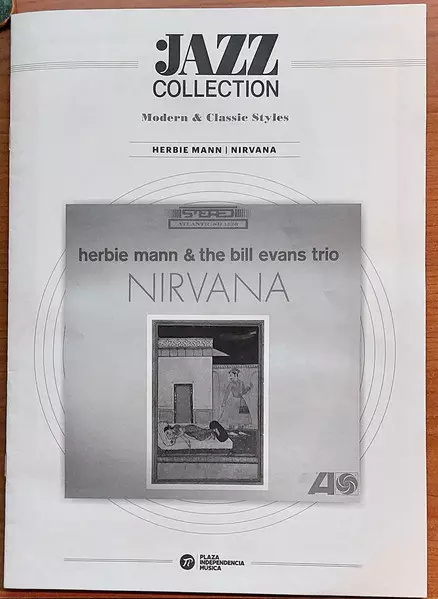 JAZZ
COLLECTION
Modern & Classic Styles
HERBIE MANN | NIRVANA
STEREO
herbie mann & the bill evans trio
NIRVANA
PLAZA
INDEPENDENCIA
MUSICA